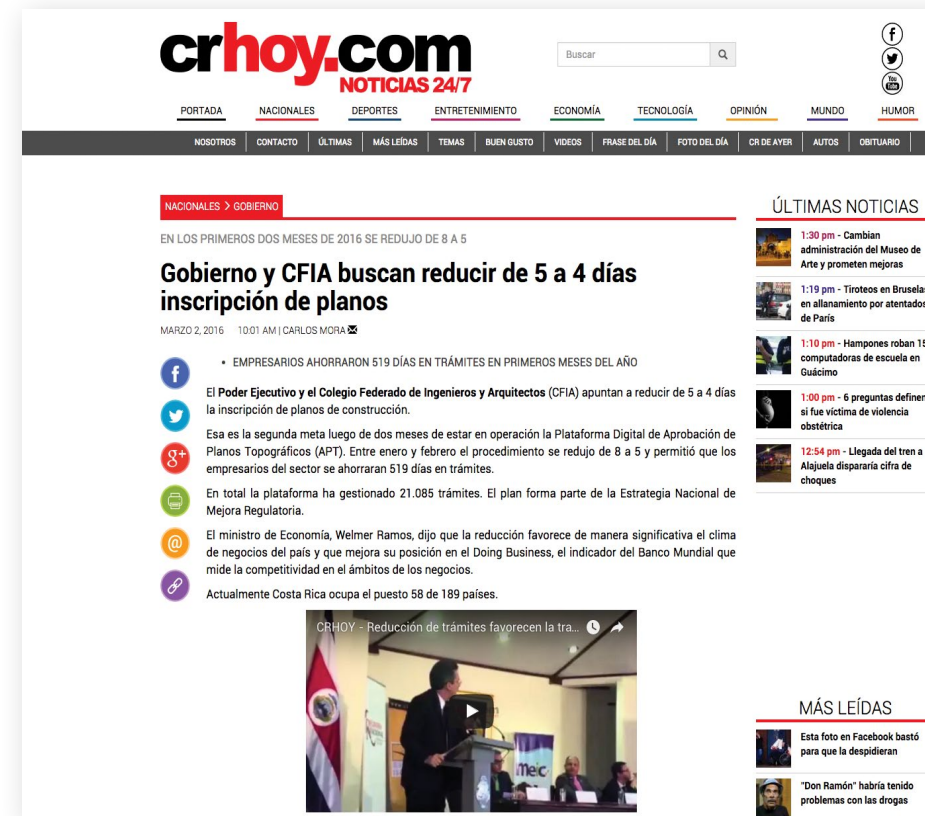 crhoy.com
NOTICIAS 24/7
Buscar
f
You
Tube
PORTADA NACIONALES DEPORTES ENTRETENIMIENTO ECONOMÍA TECNOLOGÍA OPINIÓN MUNDO HUMOR
NOSOTROS CONTACTO ÚLTIMAS MÁS LEÍDAS TEMAS BUEN GUSTO VIDEOS FRASE DEL DÍA FOTO DEL DÍA CR DE AYER AUTOS OBITUARIO
NACIONALES > GOBIERNO
EN LOS PRIMEROS DOS MESES DE 2016 SE REDUJO DE 8 A 5
Gobierno y CFIA buscan reducir de 5 a 4 días
inscripción de planos
MARZO 2, 2016 10:01 AM | CARLOS MORA
• EMPRESARIOS AHORRARON 519 DÍAS EN TRÁMITES EN PRIMEROS MESES DEL AÑO
f
g+
@
El Poder Ejecutivo y el Colegio Federado de Ingenieros y Arquitectos (CFIA) apuntan a reducir de 5 a 4 días
la inscripción de planos de construcción.
Esa es la segunda meta luego de dos meses de estar en operación la Plataforma Digital de Aprobación de
Planos Topográficos (APT). Entre enero y febrero el procedimiento se redujo de 8 a 5 y permitió que los
empresarios del sector se ahorraran 519 días en trámites.
En total la plataforma ha gestionado 21.085 trámites. El plan forma parte de la Estrategia Nacional de
Mejora Regulatoria.
El ministro de Economía, Welmer Ramos, dijo que la reducción favorece de manera significativa el clima
de negocios del país y que mejora su posición en el Doing Business, el indicador del Banco Mundial que
mide la competitividad en el ámbitos de los negocios.
Actualmente Costa Rica ocupa el puesto 58 de 189 países.
CRHOY - Reducción de trámites favorecen la tra...
meic
ÚLTIMAS NOTICIAS
1:30 pm - Cambian
administración del Museo de
Arte y prometen mejoras
1:19 pm - Tiroteos en Bruselas
en allanamiento por atentados
de París
1:10 pm - Hampones roban 15
computadoras de escuela en
Guácimo
1:00 pm - 6 preguntas definen
si fue víctima de violencia
obstétrica
12:54 pm - Llegada del tren a
Alajuela dispararía cifra de
choques
MÁS LEÍDAS
Esta foto en Facebook bastó
para que la despidieran
"Don Ramón" habría tenido
problemas con las drogas